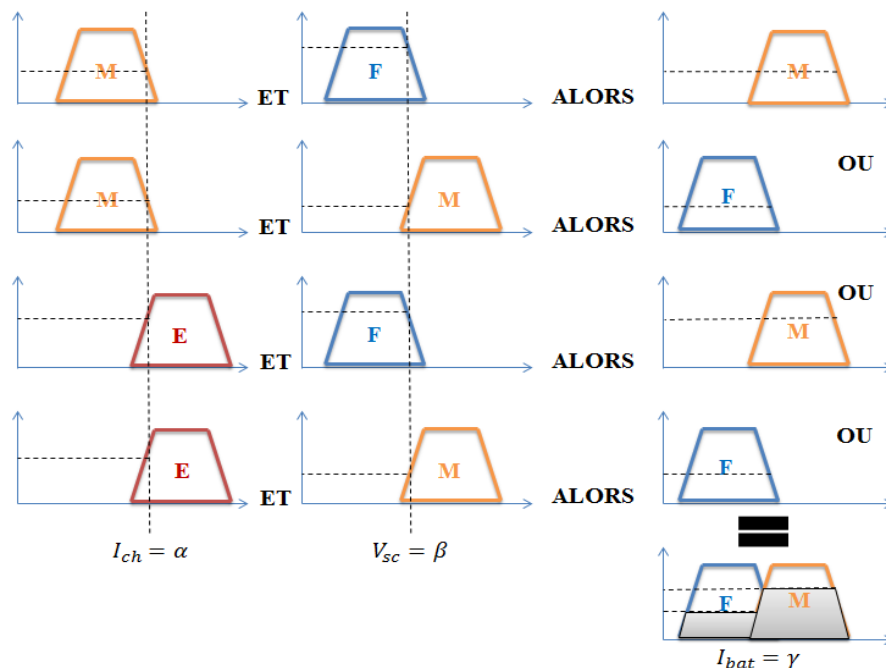 M ET F ALORS M
OU
M ET M ALORS F
OU
E ET F ALORS M
OU
E ET M ALORS F
I_ch = α V_sc = β
F M
I_bat = γ